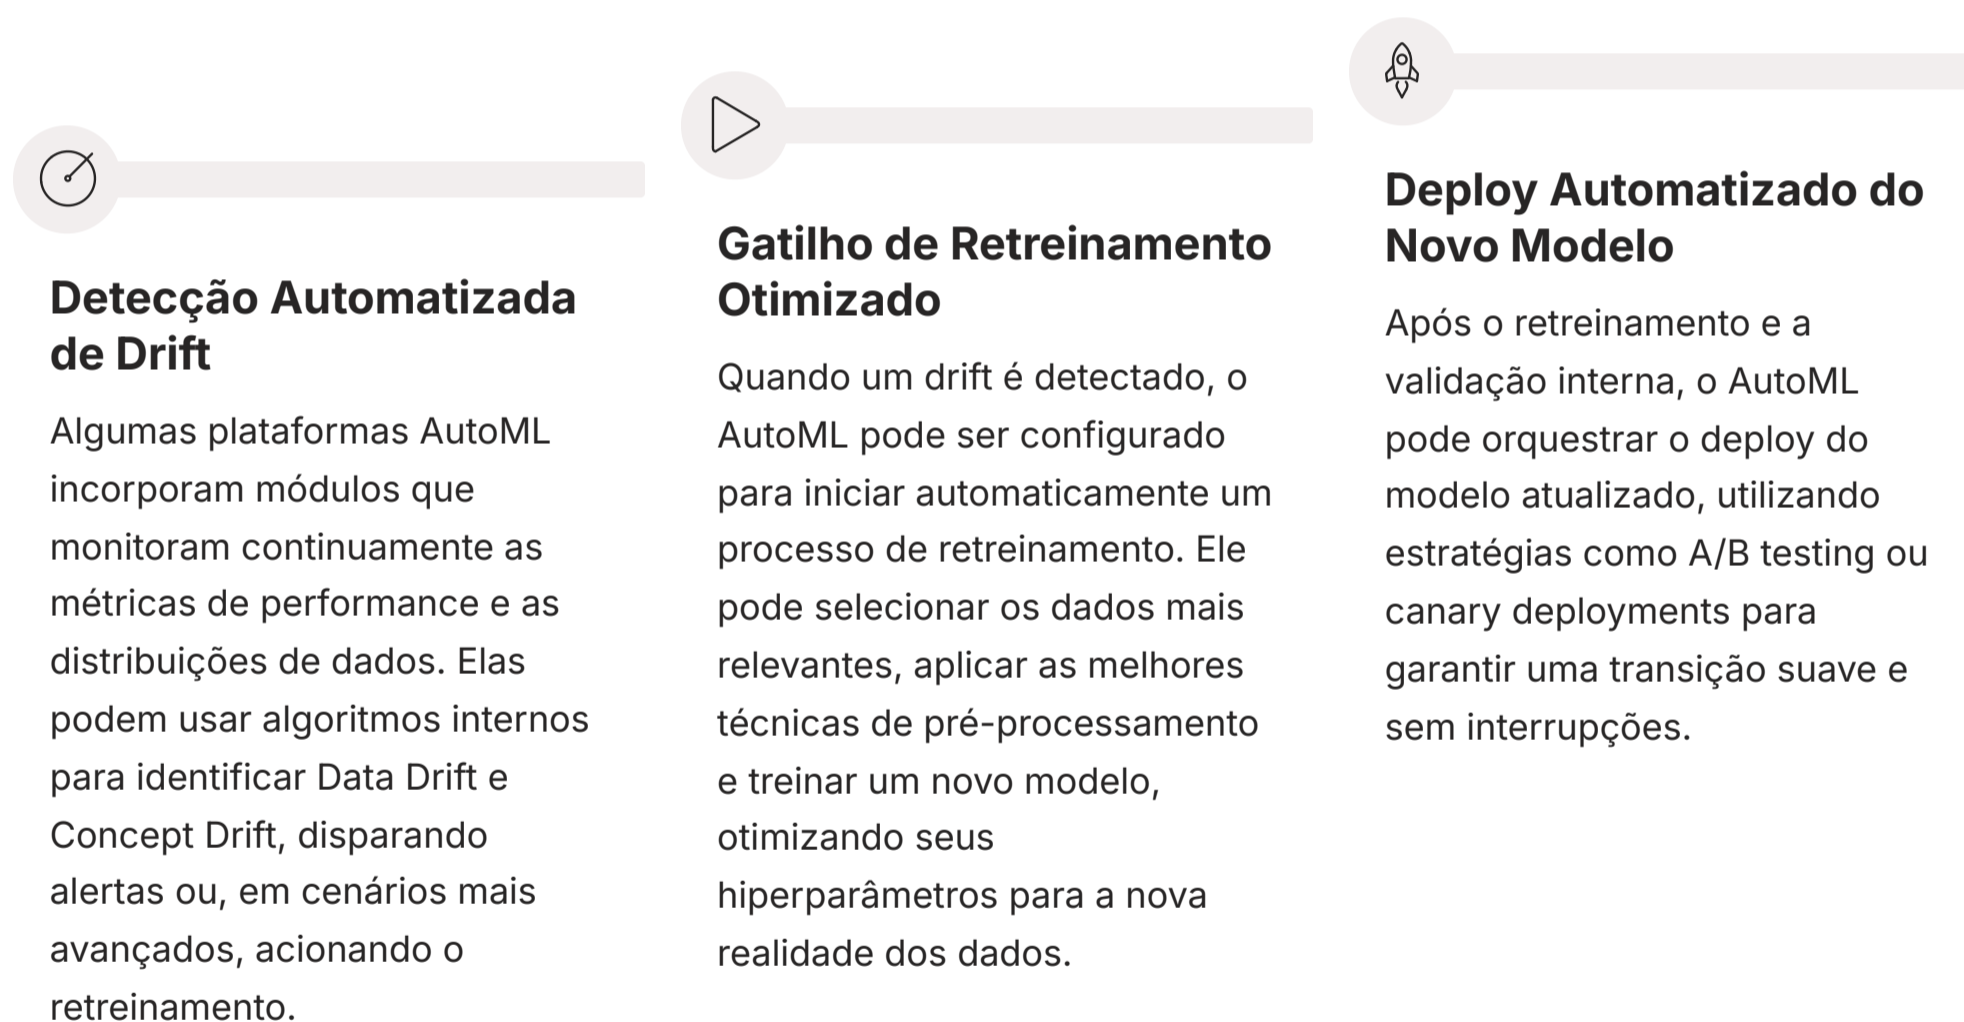 Detecção Automatizada
de Drift
Algumas plataformas AutoML
incorporam módulos que
monitoram continuamente as
métricas de performance e as
distribuições de dados. Elas
podem usar algoritmos internos
para identificar Data Drift e
Concept Drift, disparando
alertas ou, em cenários mais
avançados, acionando o
retreinamento.
Gatilho de Retreinamento
Otimizado
Quando um drift é detectado, o
AutoML pode ser configurado
para iniciar automaticamente um
processo de retreinamento. Ele
pode selecionar os dados mais
relevantes, aplicar as melhores
técnicas de pré-processamento
e treinar um novo modelo,
otimizando seus
hiperparâmetros para a nova
realidade dos dados.
Deploy Automatizado do
Novo Modelo
Após o retreinamento e a
validação interna, o AutoML
pode orquestrar o deploy do
modelo atualizado, utilizando
estratégias como A/B testing ou
canary deployments para
garantir uma transição suave e
sem interrupções.